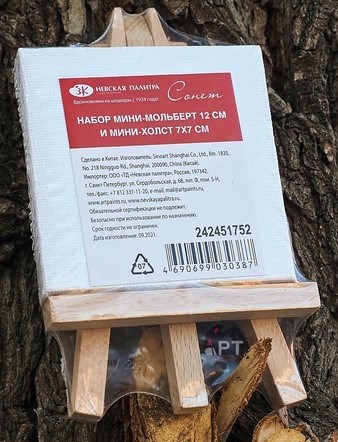 ЗК НЕВСКАЯ ПАЛИТРА Сонет
Вдохновляем на шедевры с 1934 года!
НАБОР МИНИ-МОЛЬБЕРТ 12 СМ
И МИНИ-ХОЛСТ 7Х7 СМ
Сделано в Китае. Изготовитель: Sinoart Shanghai Co., Ltd., Rm. 1820,
No. 218 Ningguo Rd., Shanghai, 200090, China (Китай).
Импортер: ООО «ТД «Невская палитра», Россия, 197342,
г. Санкт-Петербург, ул. Сердобольская, д. 68, лит. Ф, пом. 5-Н,
тел./факс: +7 812 337-11-20, e-mail: mail@artpaints.ru,
www.artpaints.ru, www.nevskayapalitra.ru
Обязательной сертификации не подлежит.
Безопасно при использовании по назначению.
Срок годности не ограничен.
Дата изготовления: 09.2021.
242451752
07
4 690699 030387
АРТ